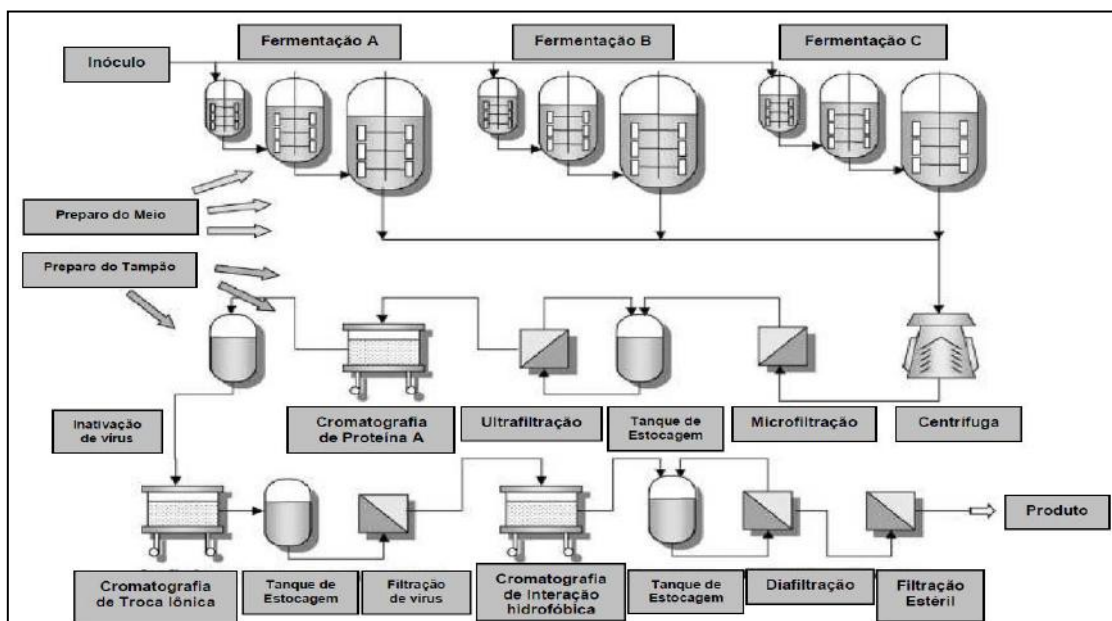 Fermentação A
Fermentação B
Fermentação C
Inóculo
Preparo do Meio
Preparo do Tampão
Inativação
de vírus
Cromatografia
de Proteína A
Ultrafiltração
Tanque de
Estocagem
Microfiltração
Centrífuga
Produto
Cromatografia
de Troca Iônica
Tanque de
Estocagem
Filtração
de vírus
Cromatografia
de Interação
hidrofóbica
Tanque de
Estocagem
Diafiltração
Filtração
Estéril